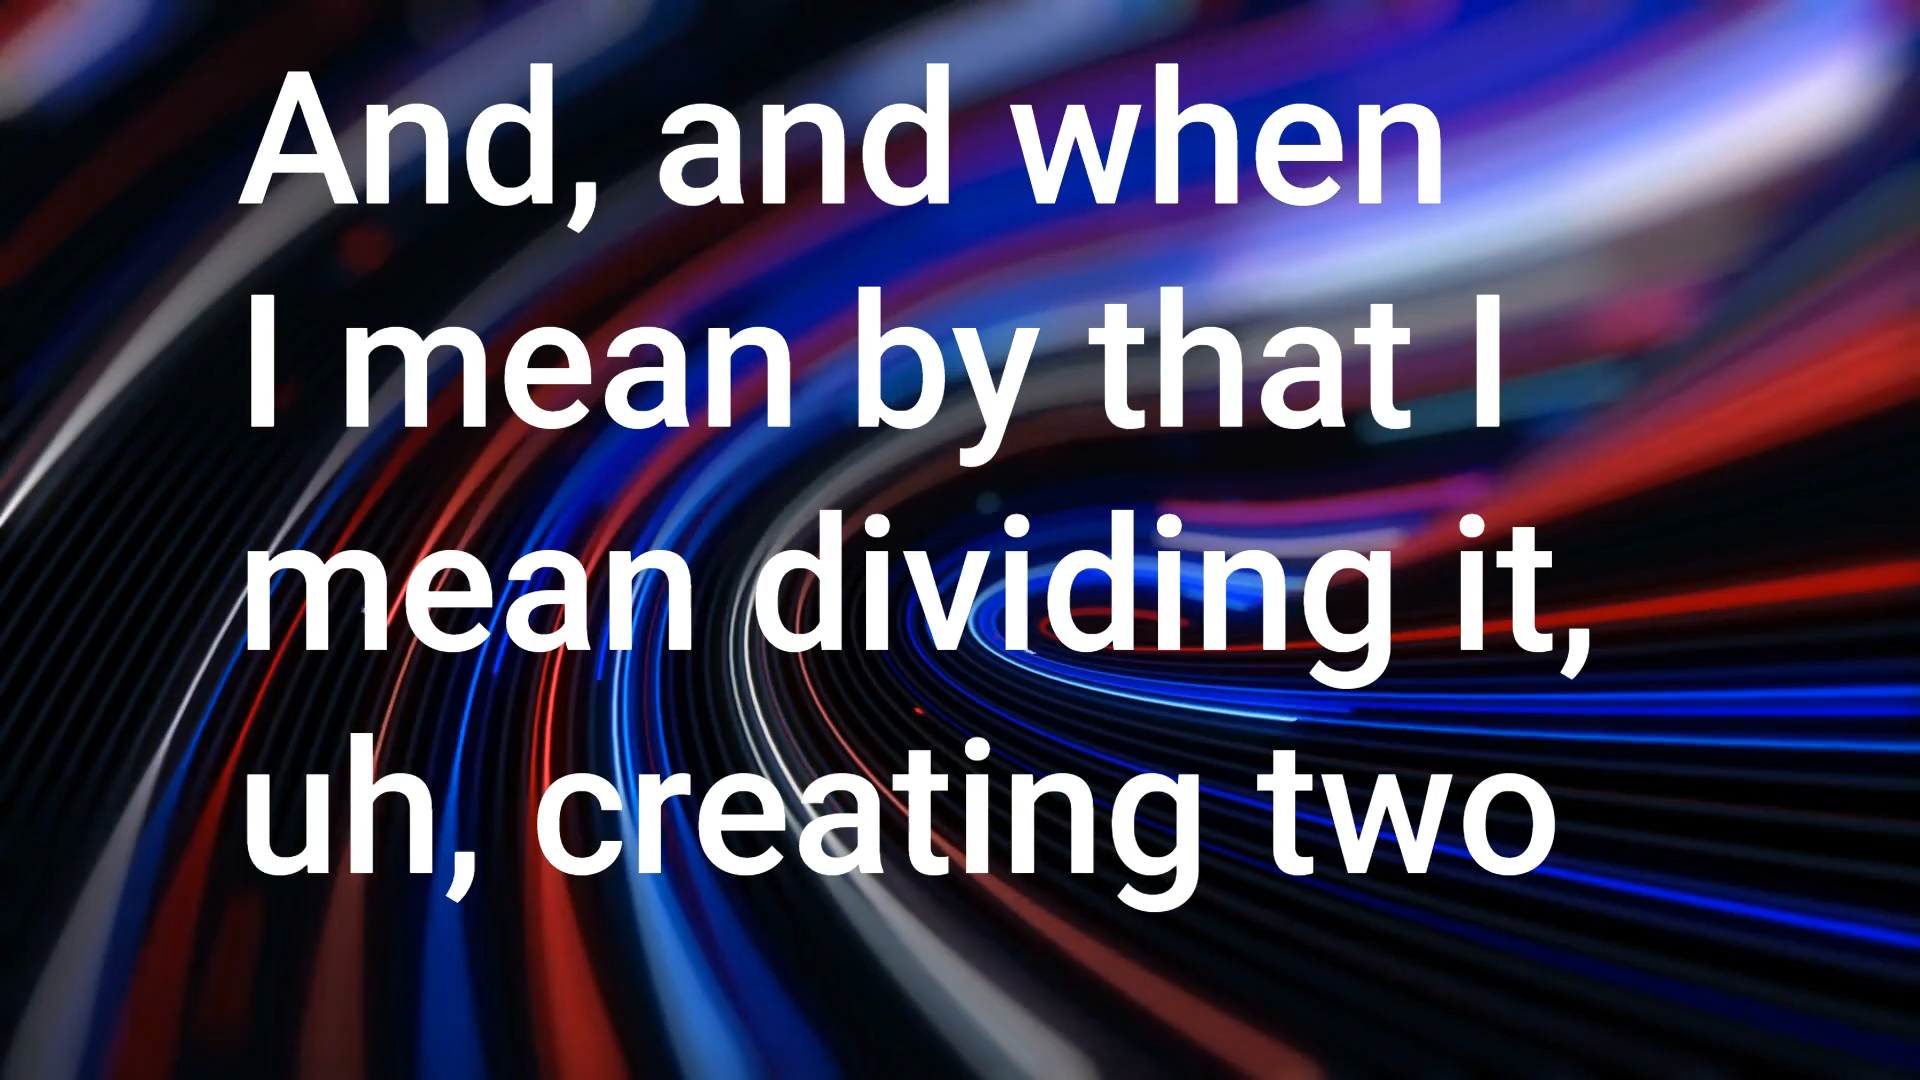 And, and when
I mean by that I
mean dividing it,
uh, creating two